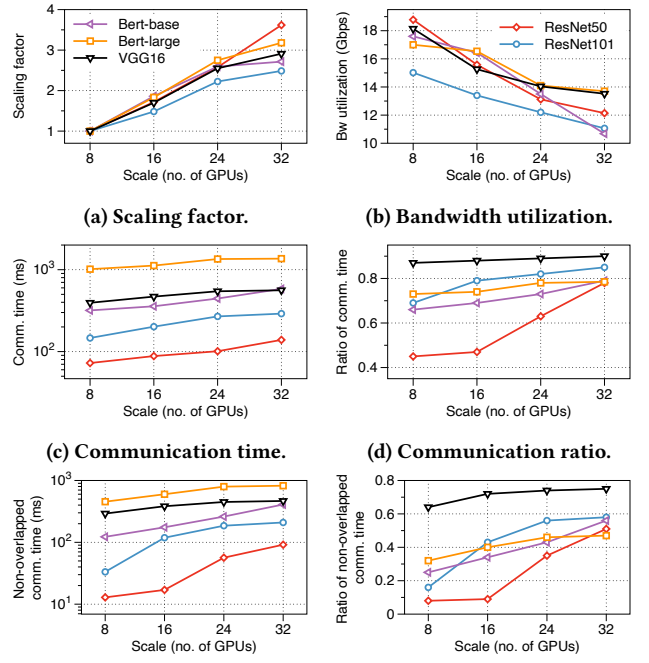 4
3
2
1
Scaling factor
Bert-base
Bert-large
VGG16
8 16 24 32
Scale (no. of GPUs)
(a) Scaling factor.
18
16
14
12
10
Bw utilization (Gbps)
ResNet50
ResNet101
8 16 24 32
Scale (no. of GPUs)
(b) Bandwidth utilization.
10³
10²
Comm. time (ms)
8 16 24 32
Scale (no. of GPUs)
(c) Communication time.
0.8
0.6
0.4
Ratio of comm. time
8 16 24 32
Scale (no. of GPUs)
(d) Communication ratio.
10³
10²
10¹
Non-overlapped
comm. time (ms)
8 16 24 32
Scale (no. of GPUs)
0.8
0.6
0.4
0.2
0
Ratio of non-overlapped
comm. time
8 16 24 32
Scale (no. of GPUs)